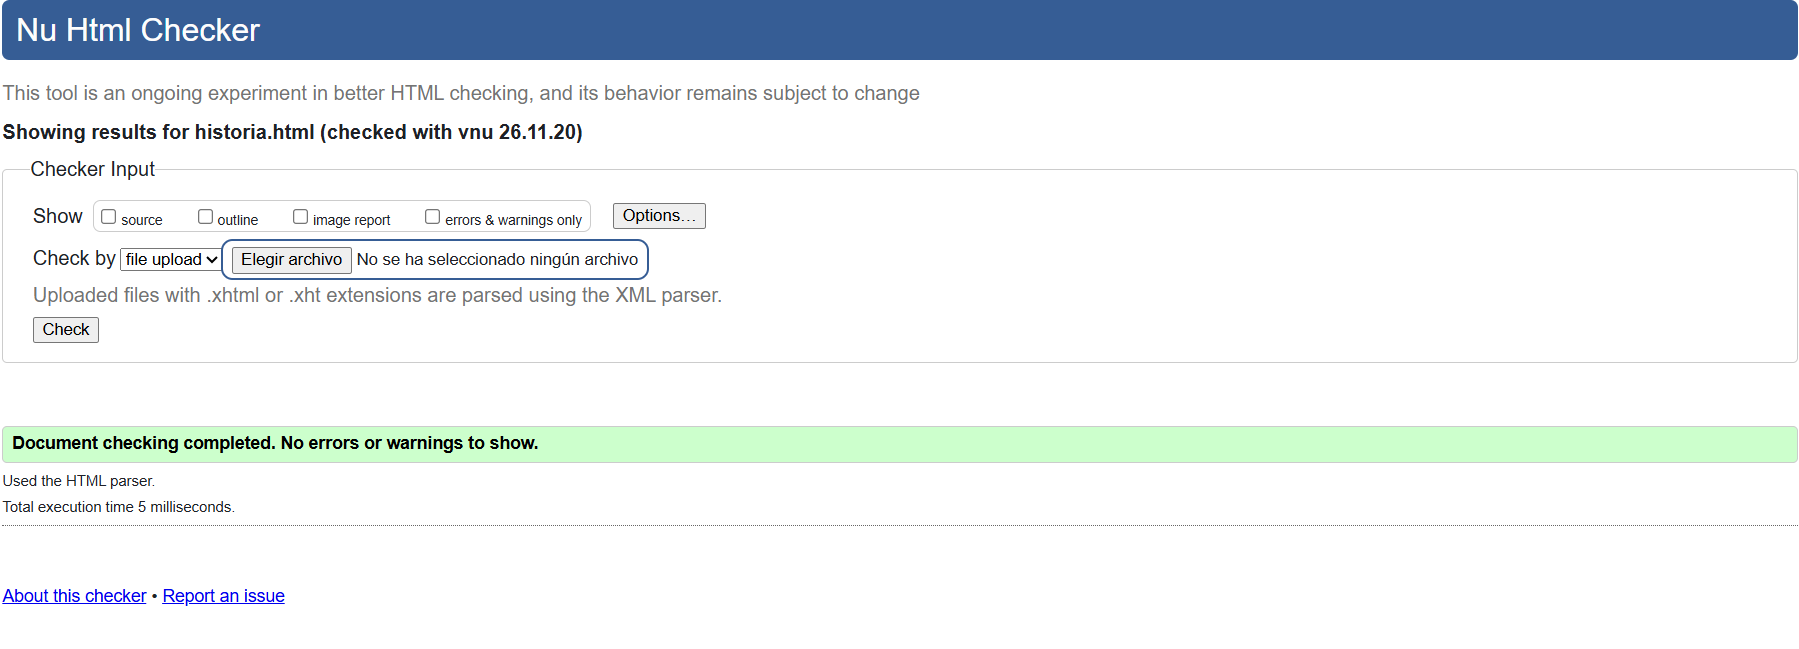 Nu Html Checker
This tool is an ongoing experiment in better HTML checking, and its behavior remains subject to change
Showing results for historia.html (checked with vnu 26.11.20)
Checker Input
Show source outline image report errors & warnings only Options...
Check by file upload Elegir archivo No se ha seleccionado ningún archivo
Uploaded files with .xhtml or .xht extensions are parsed using the XML parser.
Check
Document checking completed. No errors or warnings to show.
Used the HTML parser.
Total execution time 5 milliseconds.
About this checker • Report an issue